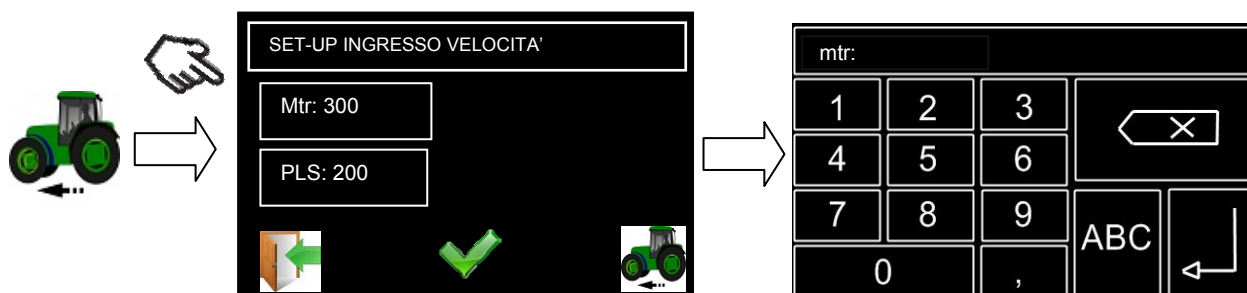 SET-UP INGRESSO VELOCITA'
Mtr: 300
PLS: 200
mtr:
1 2 3
4 5 6
7 8 9
ABC
0 ,